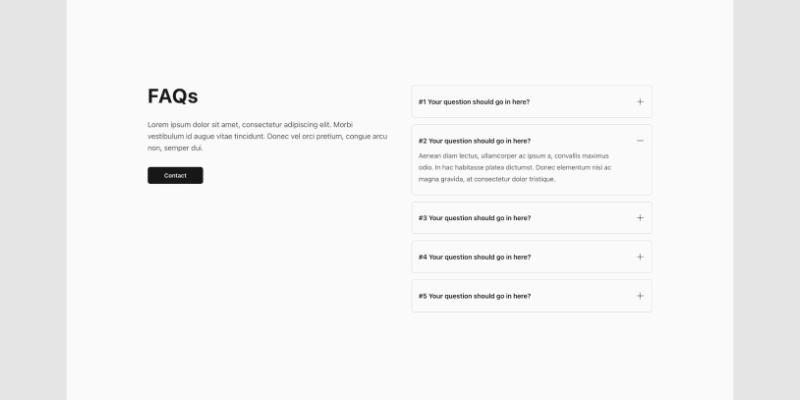 FAQs
Lorem ipsum dolor sit amet, consectetur adipiscing elit. Morbi
vestibulum id augue vitae tincidunt. Donec vel orci pretium, congue arcu
non, semper dui.
Contact
#1 Your question should go in here?
#2 Your question should go in here?
Aenean diam lectus, ullamcorper ac ipsum a, convallis maximus
odio. In hac habitasse platea dictumst. Donec elementum nisi ac
magna gravida, at consectetur dolor tristique.
#3 Your question should go in here?
#4 Your question should go in here?
#5 Your question should go in here?